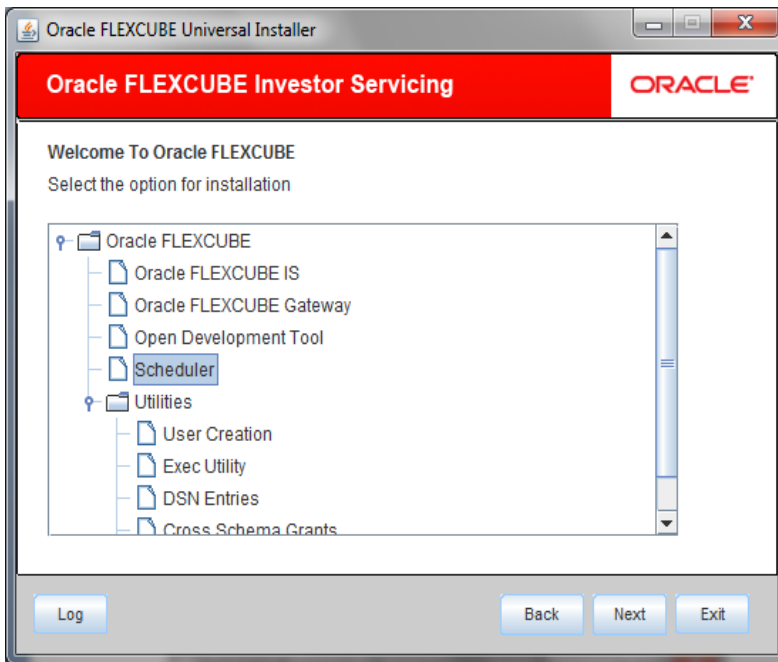 Oracle FLEXCUBE Universal Installer
Oracle FLEXCUBE Investor Servicing
ORACLE
Welcome To Oracle FLEXCUBE
Select the option for installation
Oracle FLEXCUBE
Oracle FLEXCUBE IS
Oracle FLEXCUBE Gateway
Open Development Tool
Scheduler
Utilities
User Creation
Exec Utility
DSN Entries
Cross Schema Grants
Log Back Next Exit